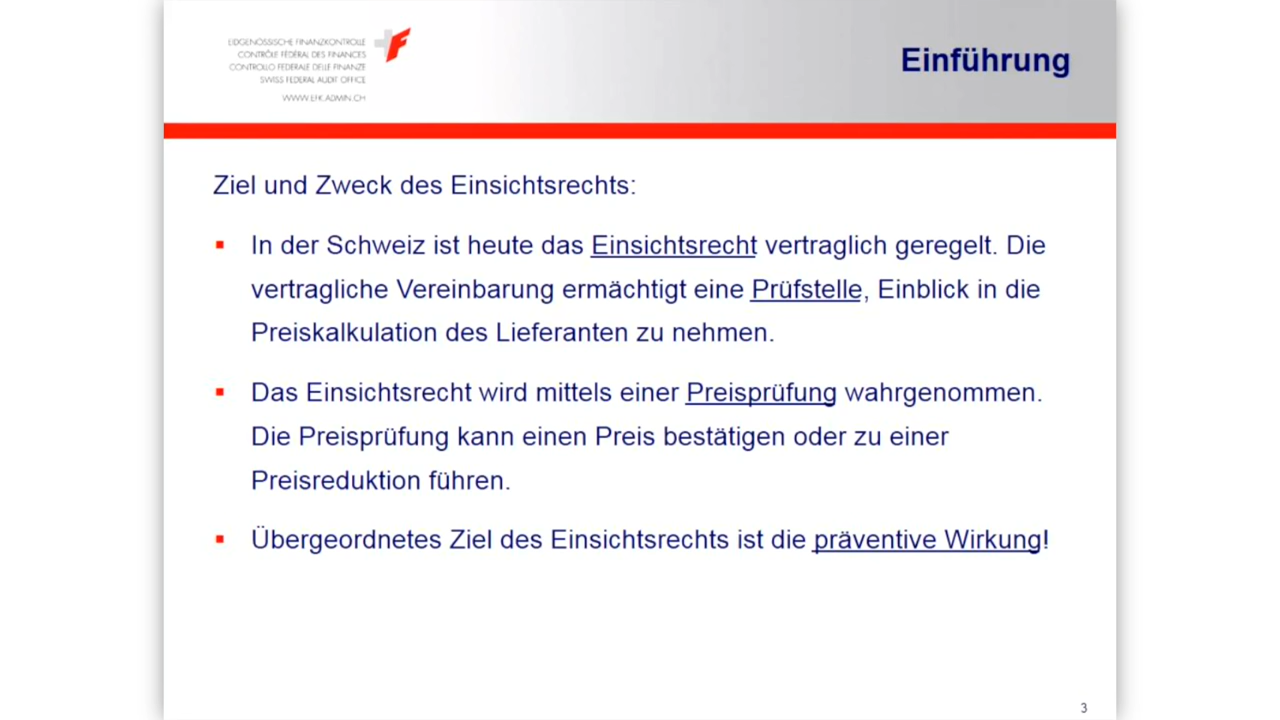 EIDGENÖSSISCHE FINANZKONTROLLE
CONTRÔLE FÉDÉRAL DES FINANCES
CONTROLLO FEDERALE DELLE FINANZE
SWISS FEDERAL AUDIT OFFICE
WWW.EFK.ADMIN.CH
Einführung
Ziel und Zweck des Einsichtsrechts:
In der Schweiz ist heute das Einsichtsrecht vertraglich geregelt. Die
vertragliche Vereinbarung ermächtigt eine Prüfstelle, Einblick in die
Preiskalkulation des Lieferanten zu nehmen.
Das Einsichtsrecht wird mittels einer Preisprüfung wahrgenommen.
Die Preisprüfung kann einen Preis bestätigen oder zu einer
Preisreduktion führen.
Übergeordnetes Ziel des Einsichtsrechts ist die präventive Wirkung!
3